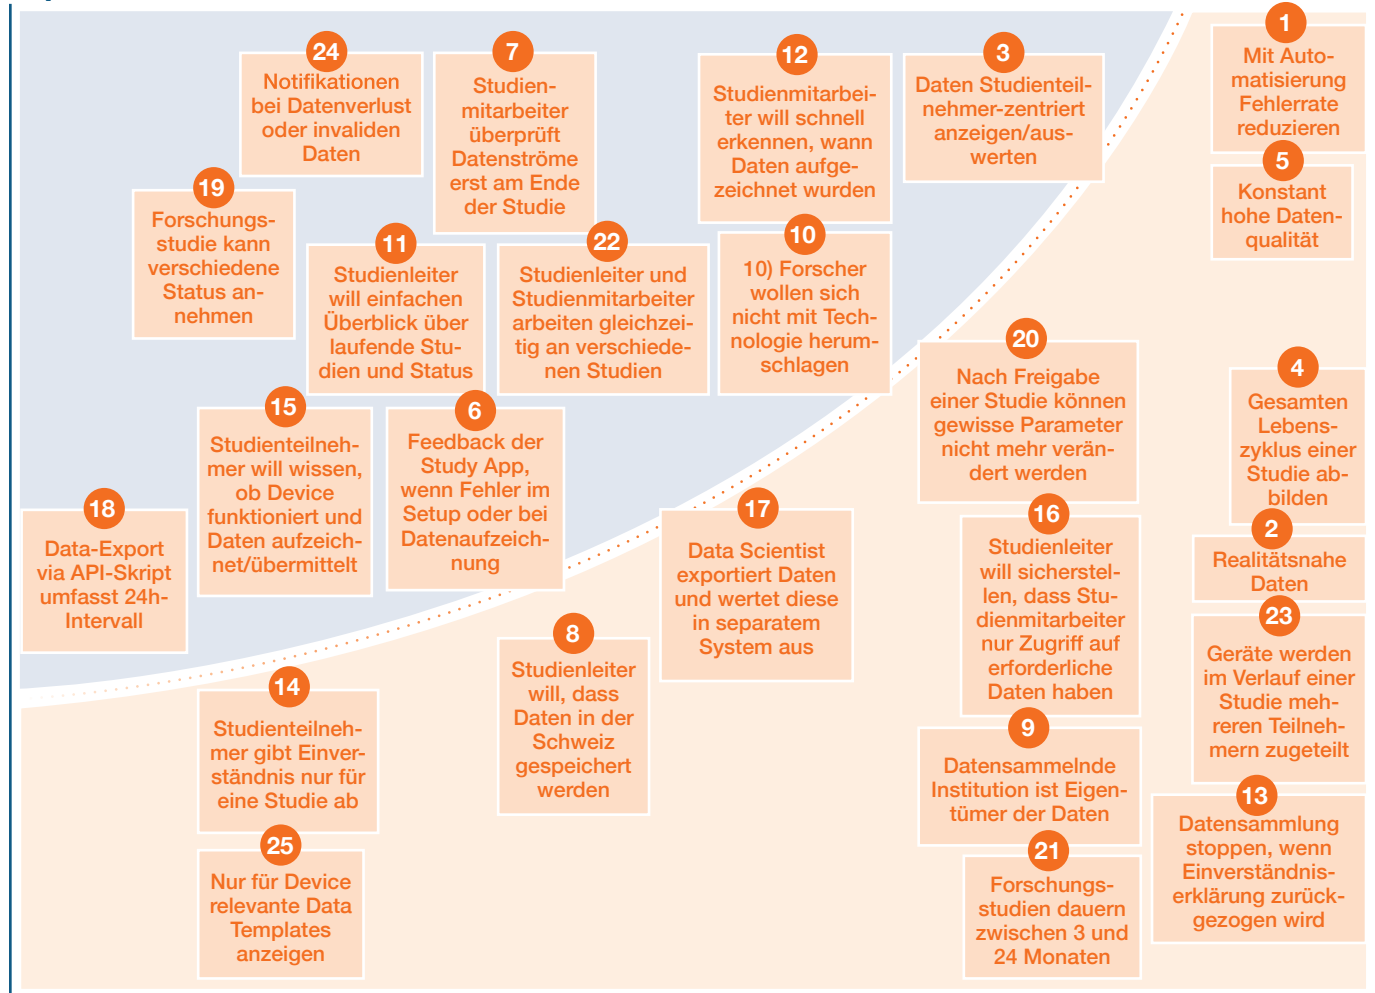 24
Notifikationen
bei Datenverlust
oder invaliden
Daten
7
Studien-
mitarbeiter
überprüft
Datenströme
erst am Ende
der Studie
12
Studienmitarbei-
ter will schnell
erkennen, wann
Daten aufge-
zeichnet wurden
3
Daten Studienteil-
nehmer-zentriert
anzeigen/aus-
werten
1
Mit Auto-
matisierung
Fehlerrate
reduzieren
5
Konstant
hohe Daten-
qualität
19
Forschungs-
studie kann
verschiedene
Status an-
nehmen
11
Studienleiter
will einfachen
Überblick über
laufende Stu-
dien und Status
22
Studienleiter und
Studienmitarbeiter
arbeiten gleichzei-
tig an verschiede-
nen Studien
10
10) Forscher
wollen sich
nicht mit Tech-
nologie herum-
schlagen
20
Nach Freigabe
einer Studie können
gewisse Parameter
nicht mehr verän-
dert werden
4
Gesamten
Lebens-
zyklus einer
Studie ab-
bilden
15
Studienteilneh-
mer will wissen,
ob Device
funktioniert und
Daten aufzeich-
net/übermittelt
6
Feedback der
Study App,
wenn Fehler im
Setup oder bei
Datenaufzeich-
nung
18
Data-Export
via API-Skript
umfasst 24h-
Intervall
17
Data Scientist
exportiert Daten
und wertet diese
in separatem
System aus
16
Studienleiter
will sicherstel-
len, dass Stu-
dienmitarbeiter
nur Zugriff auf
erforderliche
Daten haben
2
Realitätsnahe
Daten
23
Geräte werden
im Verlauf einer
Studie meh-
reren Teilneh-
mern zugeteilt
8
Studienleiter
will, dass
Daten in der
Schweiz
gespeichert
werden
14
Studienteilneh-
mer gibt Einver-
ständnis nur für
eine Studie ab
9
Datensammelnde
Institution ist Eigen-
tümer der Daten
13
Datensammlung
stoppen, wenn
Einverständnis-
erklärung zurück-
gezogen wird
25
Nur für Device
relevante Data
Templates
anzeigen
21
Forschungs-
studien dauern
zwischen 3 und
24 Monaten